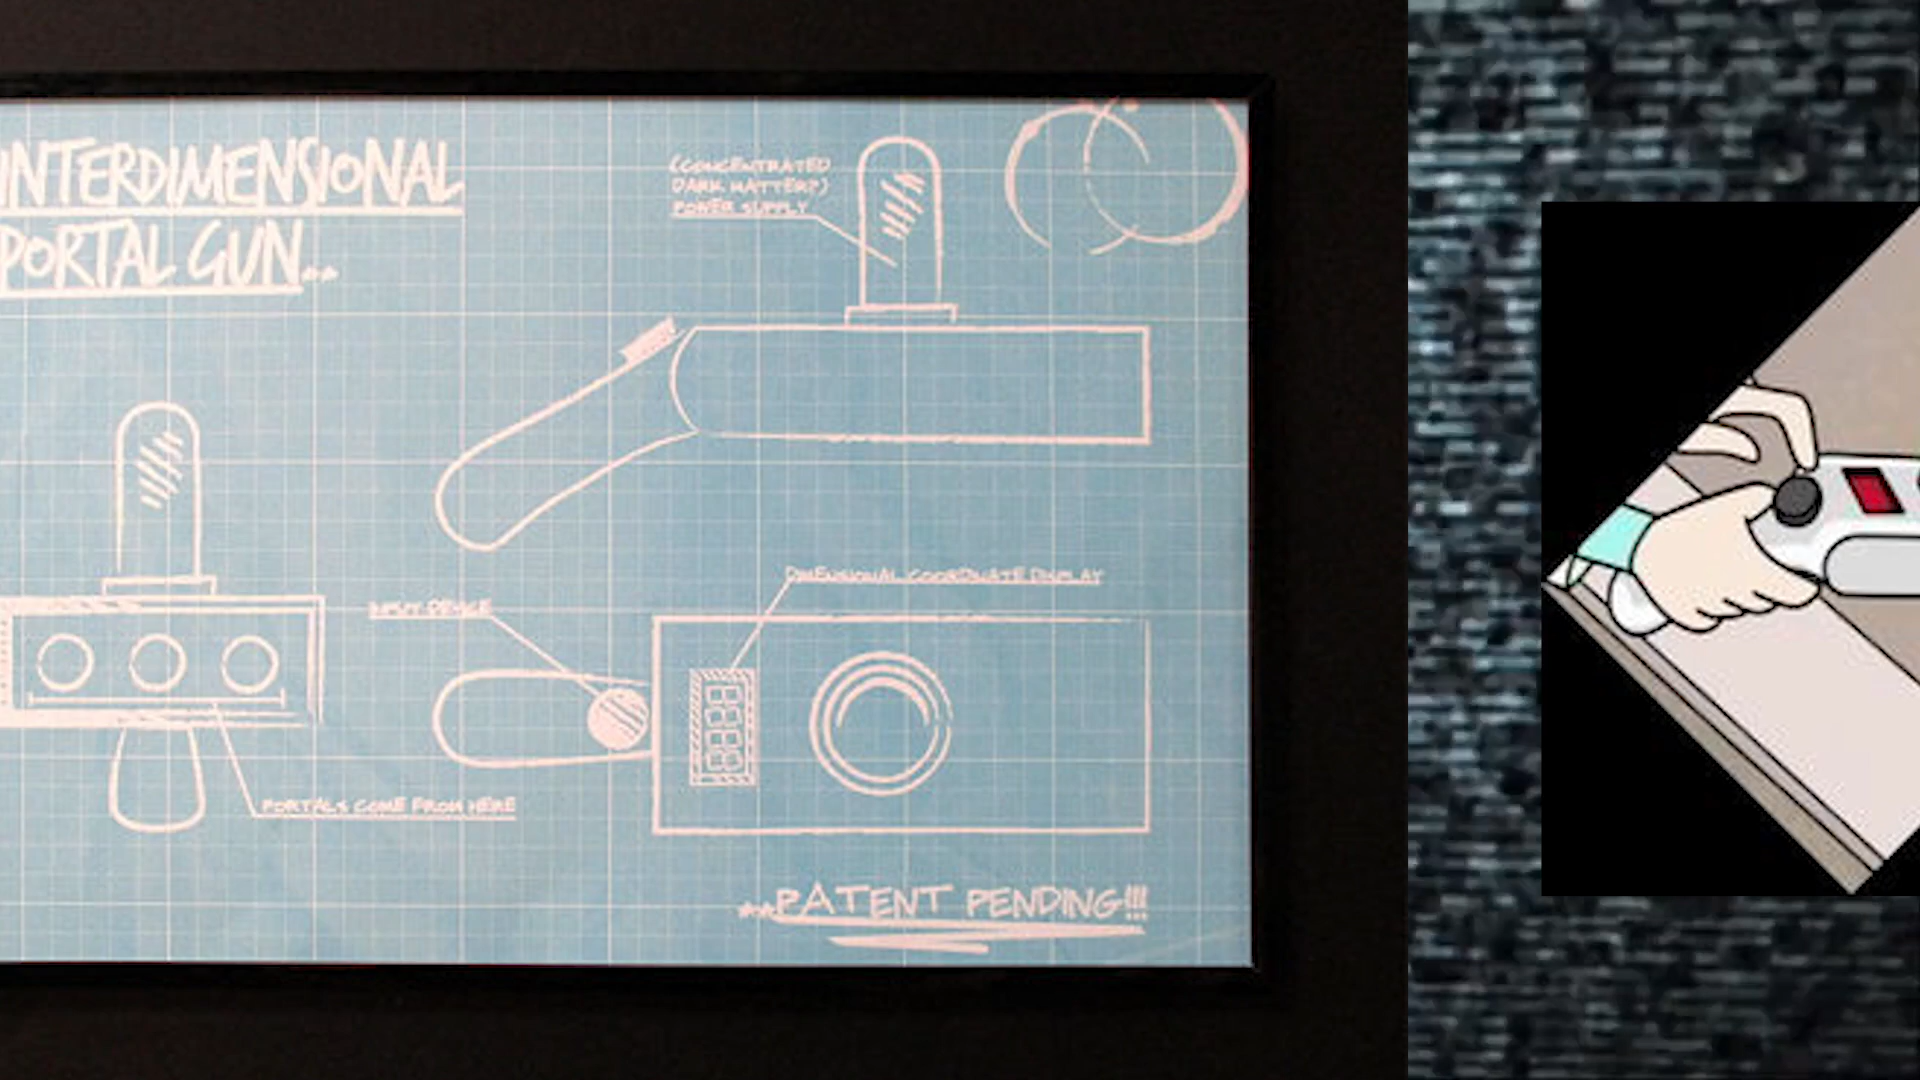 INTERDIMENSIONAL
PORTAL GUN..
(CONCENTRATED
DARK MATTER?)
POWER SUPPLY
INPUT DEVICE
DIMENSIONAL COORDINATE DISPLAY
PORTALS COME FROM HERE
..PATENT PENDING!!!